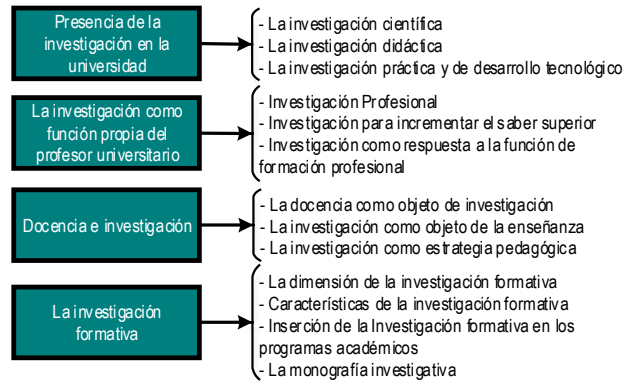 Presencia de la
investigación en la
universidad
- La investigación científica
- La investigación didáctica
- La investigación práctica y de desarrollo tecnológico
La investigación como
función propia del
profesor universitario
- Investigación Profesional
- Investigación para incrementar el saber superior
- Investigación como respuesta a la función de
formación profesional
Docencia e investigación
- La docencia como objeto de investigación
- La investigación como objeto de la enseñanza
- La investigación como estrategia pedagógica
La investigación
formativa
- La dimensión de la investigación formativa
- Características de la investigación formativa
- Inserción de la Investigación formativa en los
programas académicos
- La monografía investigativa